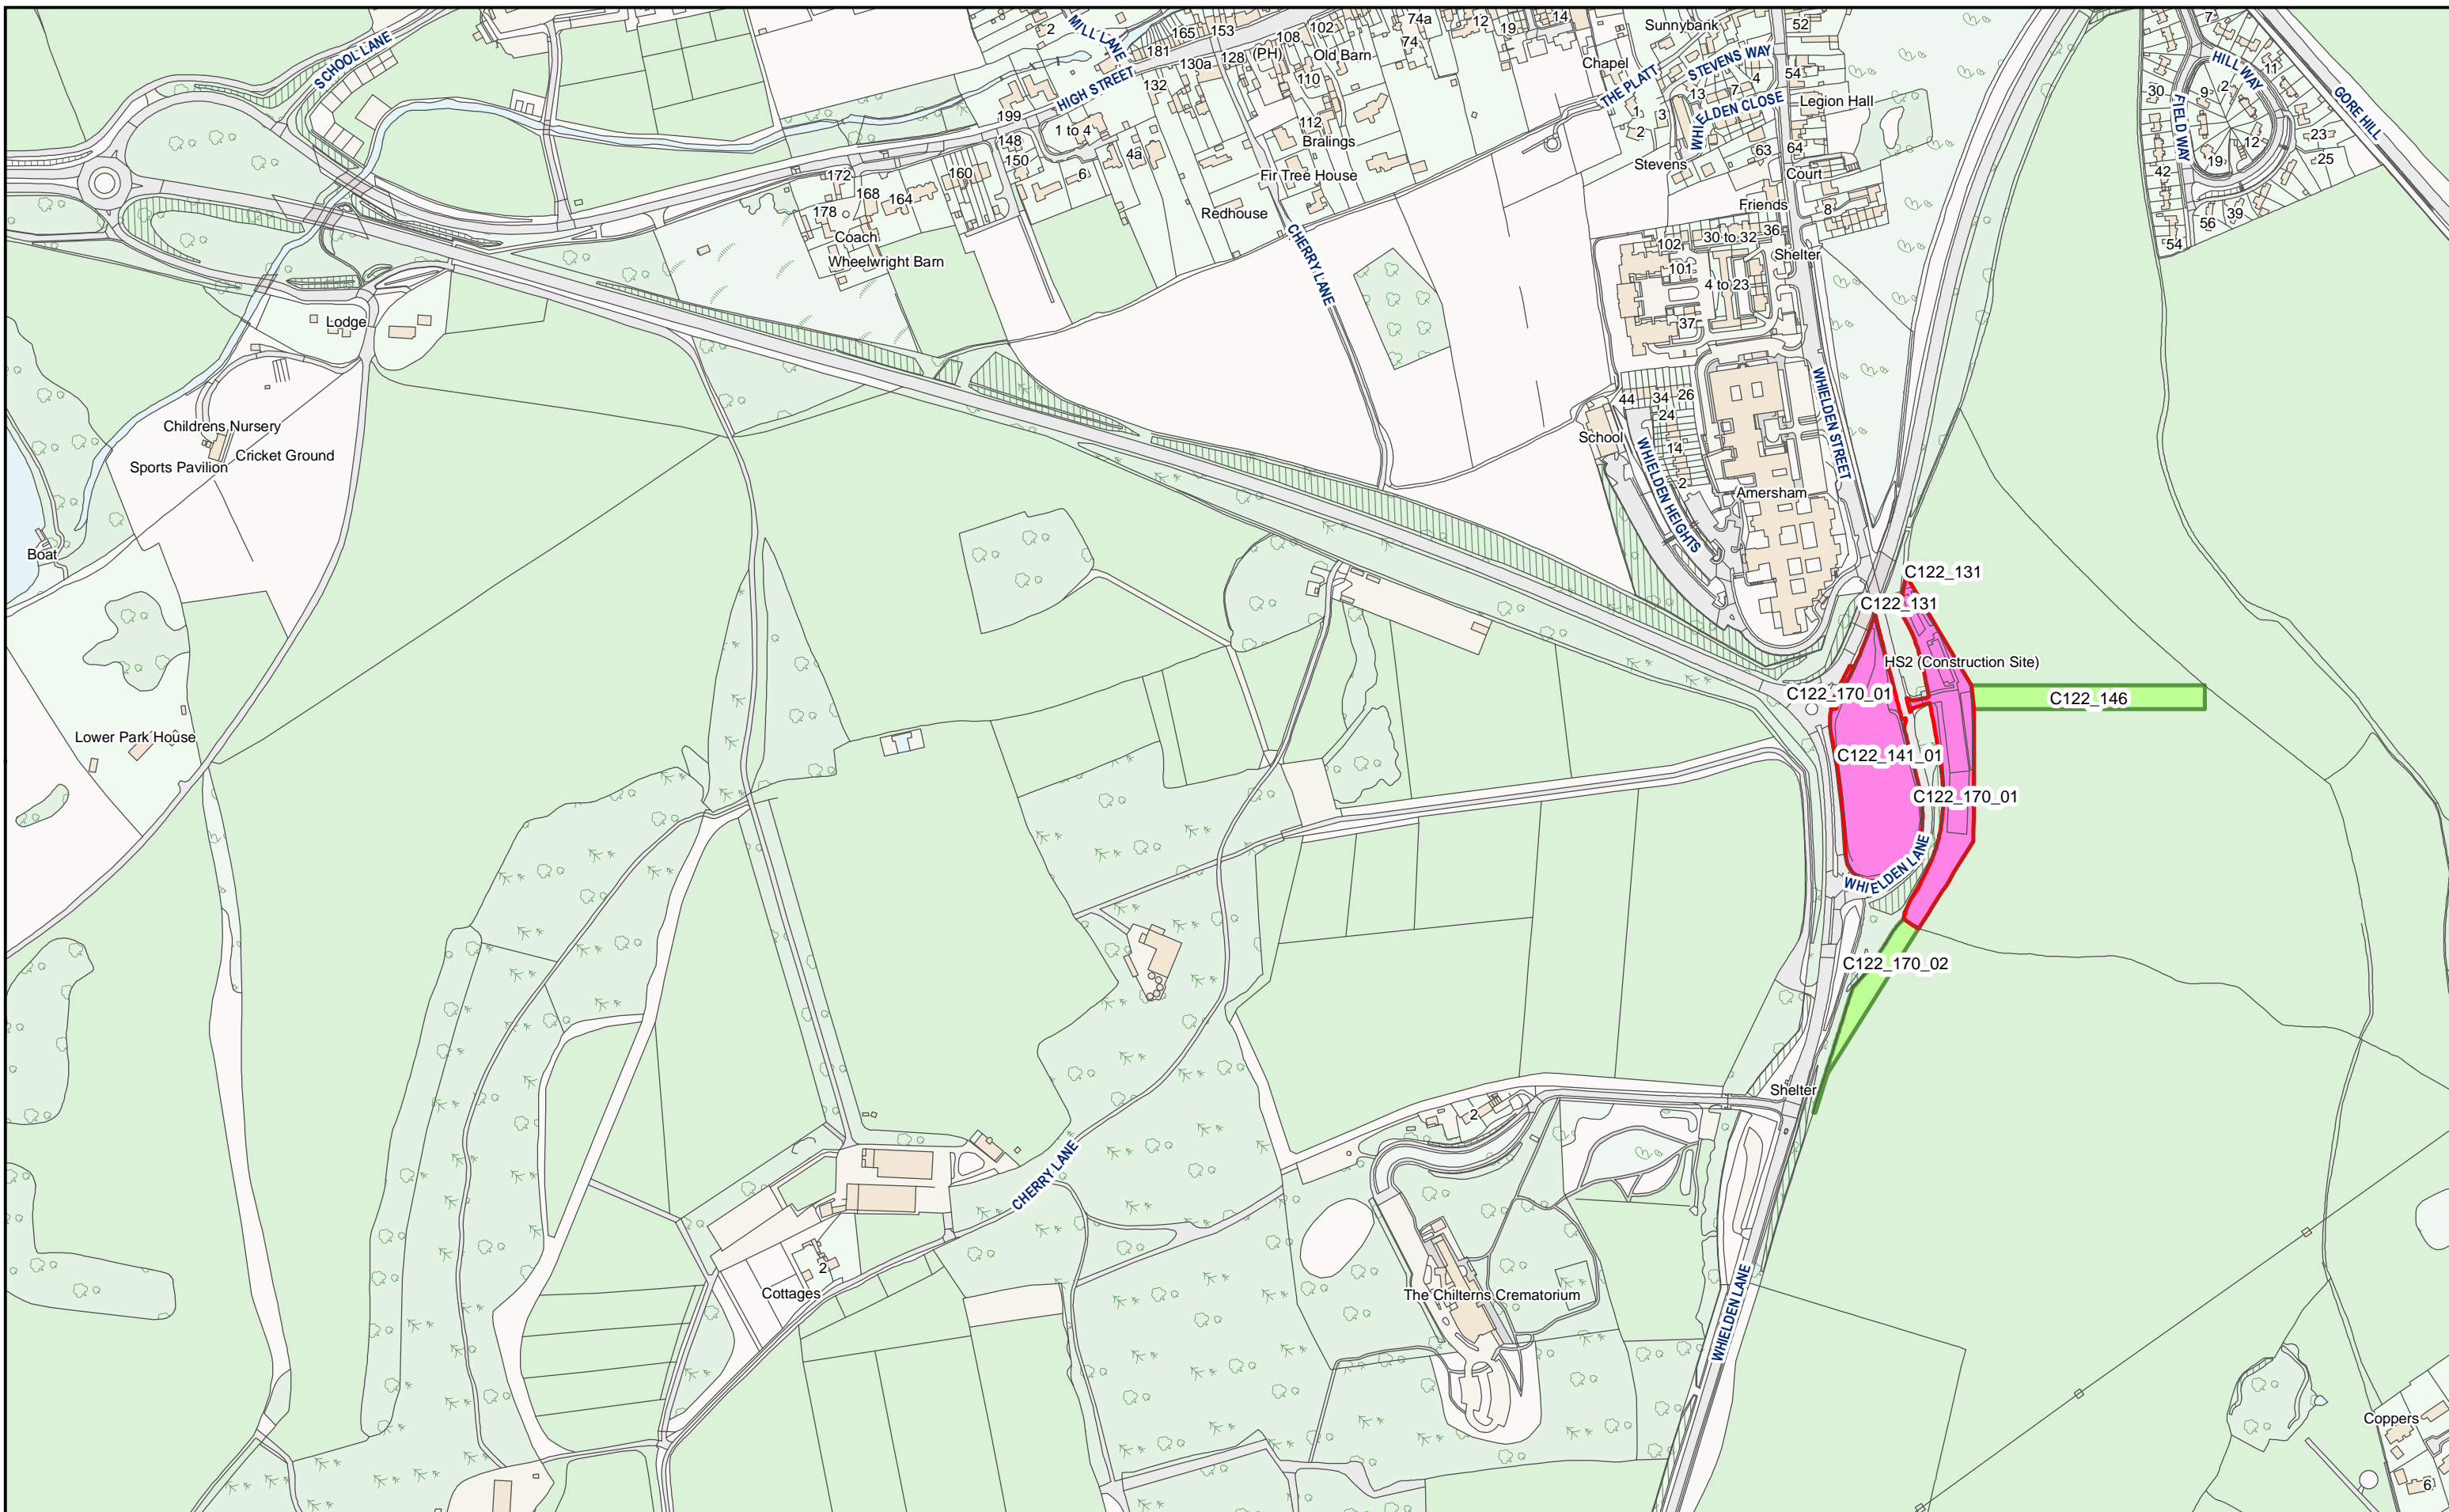 SCHOOL LANE
2
MILL LANE
165
153
181
128
(PH)
108
102
Old Barn
74a
74
12
19
14
Sunnybank
52
7
HILL WAY
11
GORE HILL
HIGH STREET
130a
132
110
Chapel
THE PLATT
STEVENS WAY
4
54
7
13
WHIELDEN CLOSE
Legion Hall
30
FIELD WAY
9
2
12
23
25
19
42
56
39
54
199
148
150
1 to 4
4a
6
112
Bralings
Fir Tree House
1
2
3
Stevens
63
64
Court
172
168
164
160
178
Coach
Wheelwright Barn
Redhouse
CHERRY LANE
Friends
8
102
30 to 32
36
Shelter
101
4 to 23
37
Lodge
44
34
26
24
14
2
School
WHIELDEN HEIGHTS
WHIELDEN STREET
Amersham
Childrens Nursery
Sports Pavilion
Cricket Ground
Boat
C122_131
C122_131
HS2 (Construction Site)
C122_170_01
C122_146
Lower Park House
C122_141_01
C122_170_01
WHIELDEN LANE
C122_170_02
Shelter
2
CHERRY LANE
2
Cottages
The Chilterns Crematorium
WHIELDEN LANE
Coppers
6